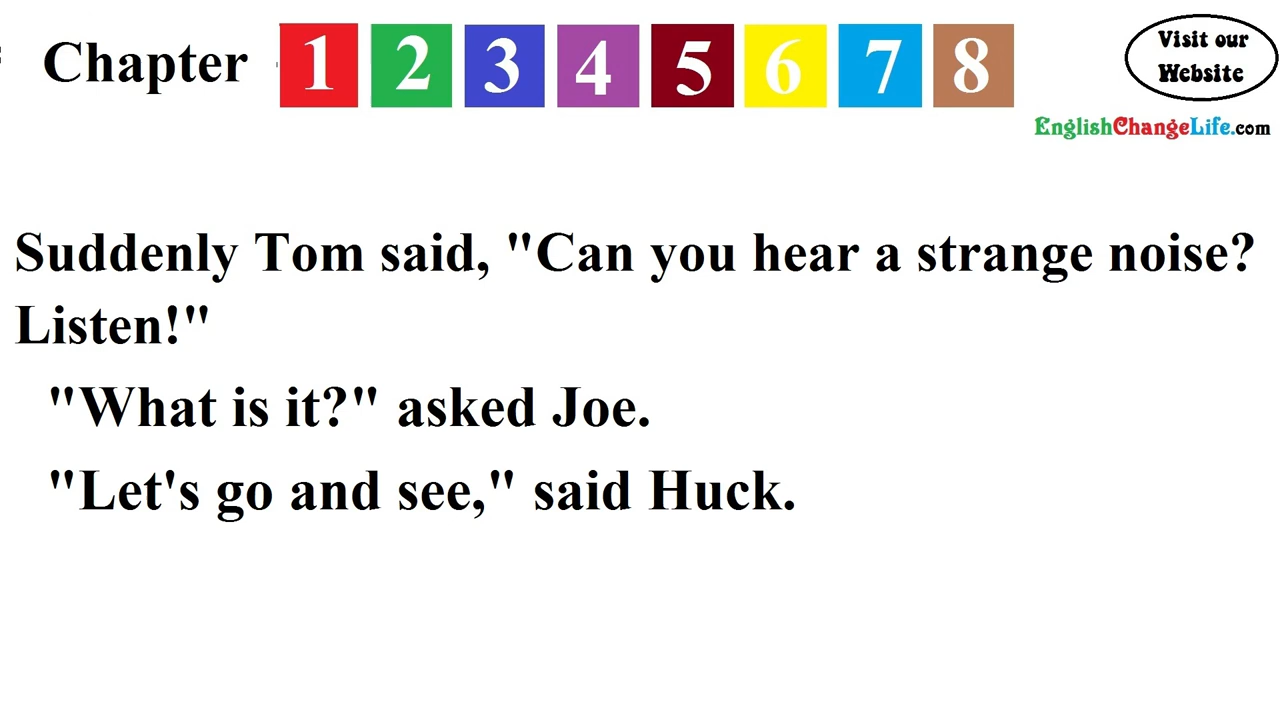 Chapter 1 2 3 4 5 6 7 8
Visit our
Website
EnglishChangeLife.com
Suddenly Tom said, "Can you hear a strange noise?
Listen!"
"What is it?" asked Joe.
"Let's go and see," said Huck.